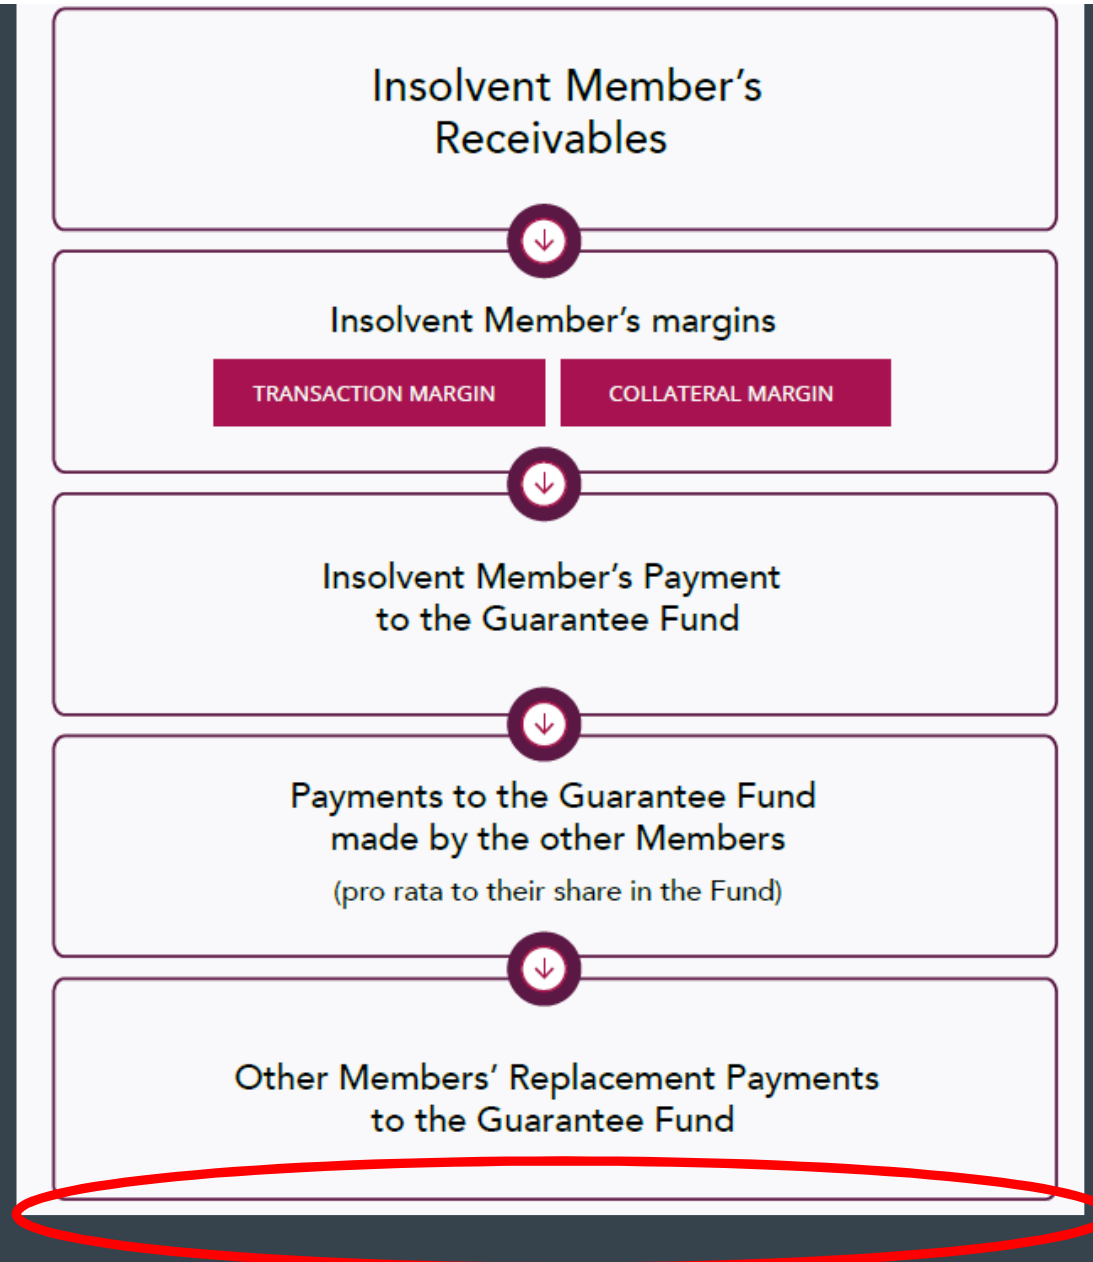 Insolvent Member’s
Receivables
Insolvent Member’s margins
TRANSACTION MARGIN
COLLATERAL MARGIN
Insolvent Member’s Payment
to the Guarantee Fund
Payments to the Guarantee Fund
made by the other Members
(pro rata to their share in the Fund)
Other Members’ Replacement Payments
to the Guarantee Fund